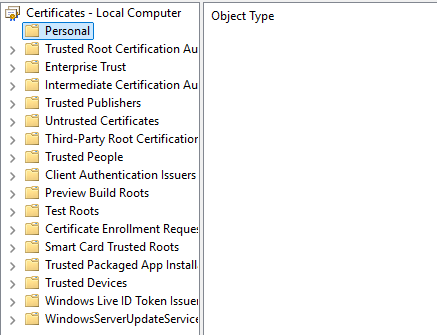 Certificates - Local Computer
Object Type
Personal
Trusted Root Certification Au
Enterprise Trust
Intermediate Certification Au
Trusted Publishers
Untrusted Certificates
Third-Party Root Certification
Trusted People
Client Authentication Issuers
Preview Build Roots
Test Roots
Certificate Enrollment Reque
Smart Card Trusted Roots
Trusted Packaged App Install
Trusted Devices
Windows Live ID Token Issuer
WindowsServerUpdateService